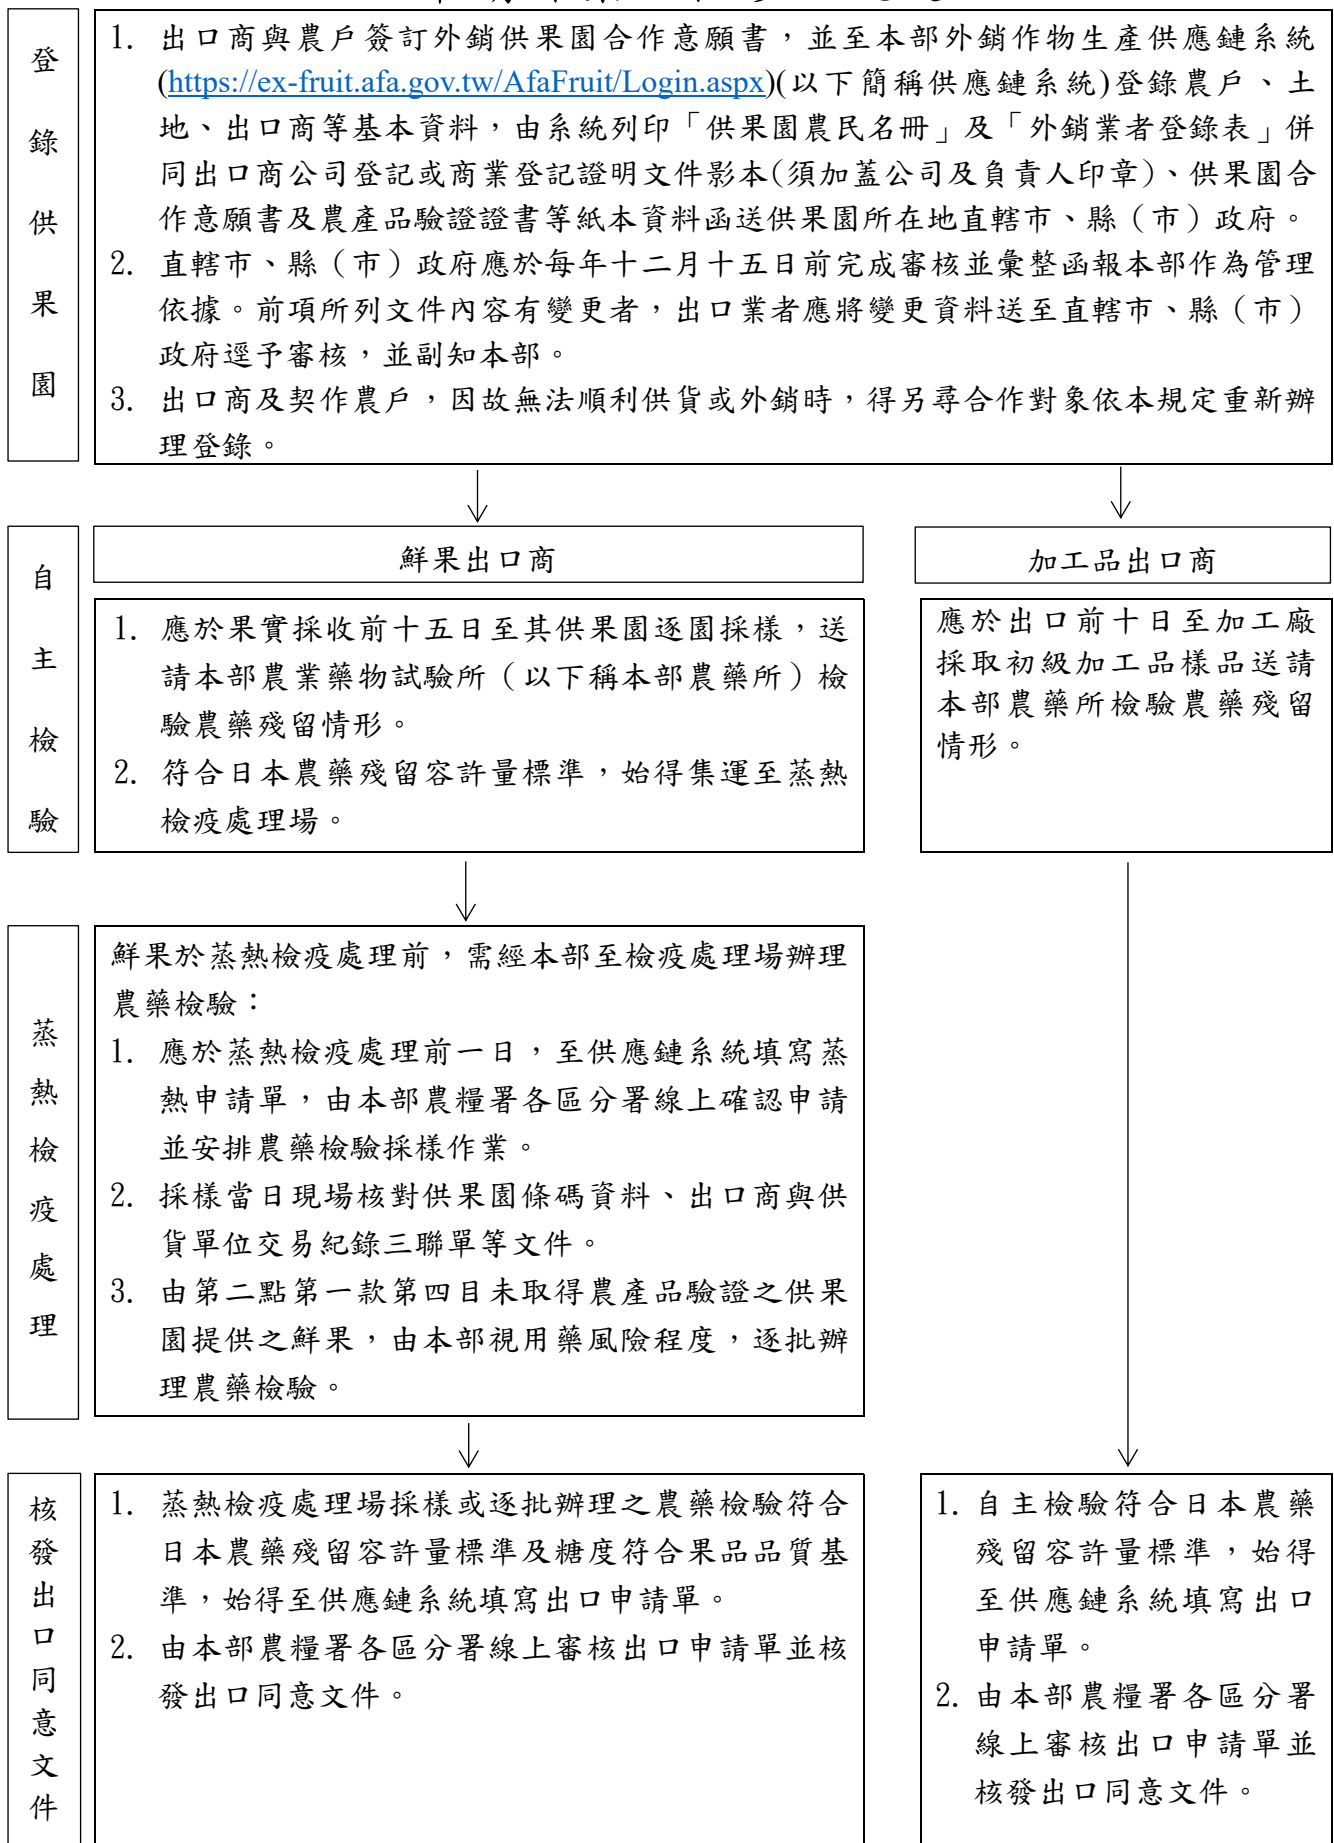 登錄供果園
1. 出口商與農戶簽訂外銷供果園合作意願書，並至本部外銷作物生產供應鏈系統
(https://ex-fruit.afa.gov.tw/AfaFruit/Login.aspx)(以下簡稱供應鏈系統)登錄農戶、土
地、出口商等基本資料，由系統列印「供果園農民名冊」及「外銷業者登錄表」併
同出口商公司登記或商業登記證明文件影本(須加蓋公司及負責人印章)、供果園合
作意願書及農產品驗證證書等紙本資料函送供果園所在地直轄市、縣（市）政府。
2. 直轄市、縣（市）政府應於每年十二月十五日前完成審核並彙整函報本部作為管理
依據。前項所列文件內容有變更者，出口業者應將變更資料送至直轄市、縣（市）
政府逕予審核，並副知本部。
3. 出口商及契作農戶，因故無法順利供貨或外銷時，得另尋合作對象依本規定重新辦
理登錄。
自主檢驗
鮮果出口商
1. 應於果實採收前十五日至其供果園逐園採樣，送
請本部農業藥物試驗所（以下稱本部農藥所）檢
驗農藥殘留情形。
2. 符合日本農藥殘留容許量標準，始得集運至蒸熱
檢疫處理場。
加工品出口商
應於出口前十日至加工廠
採取初級加工品樣品送請
本部農藥所檢驗農藥殘留
情形。
蒸熱檢疫處理
鮮果於蒸熱檢疫處理前，需經本部至檢疫處理場辦理
農藥檢驗：
1. 應於蒸熱檢疫處理前一日，至供應鏈系統填寫蒸
熱申請單，由本部農糧署各區分署線上確認申請
並安排農藥檢驗採樣作業。
2. 採樣當日現場核對供果園條碼資料、出口商與供
貨單位交易紀錄三聯單等文件。
3. 由第二點第一款第四目未取得農產品驗證之供果
園提供之鮮果，由本部視用藥風險程度，逐批辦
理農藥檢驗。
核發出口同意文件
1. 蒸熱檢疫處理場採樣或逐批辦理之農藥檢驗符合
日本農藥殘留容許量標準及糖度符合果品品質基
準，始得至供應鏈系統填寫出口申請單。
2. 由本部農糧署各區分署線上審核出口申請單並核
發出口同意文件。
1. 自主檢驗符合日本農藥
殘留容許量標準，始得
至供應鏈系統填寫出口
申請單。
2. 由本部農糧署各區分署
線上審核出口申請單並
核發出口同意文件。